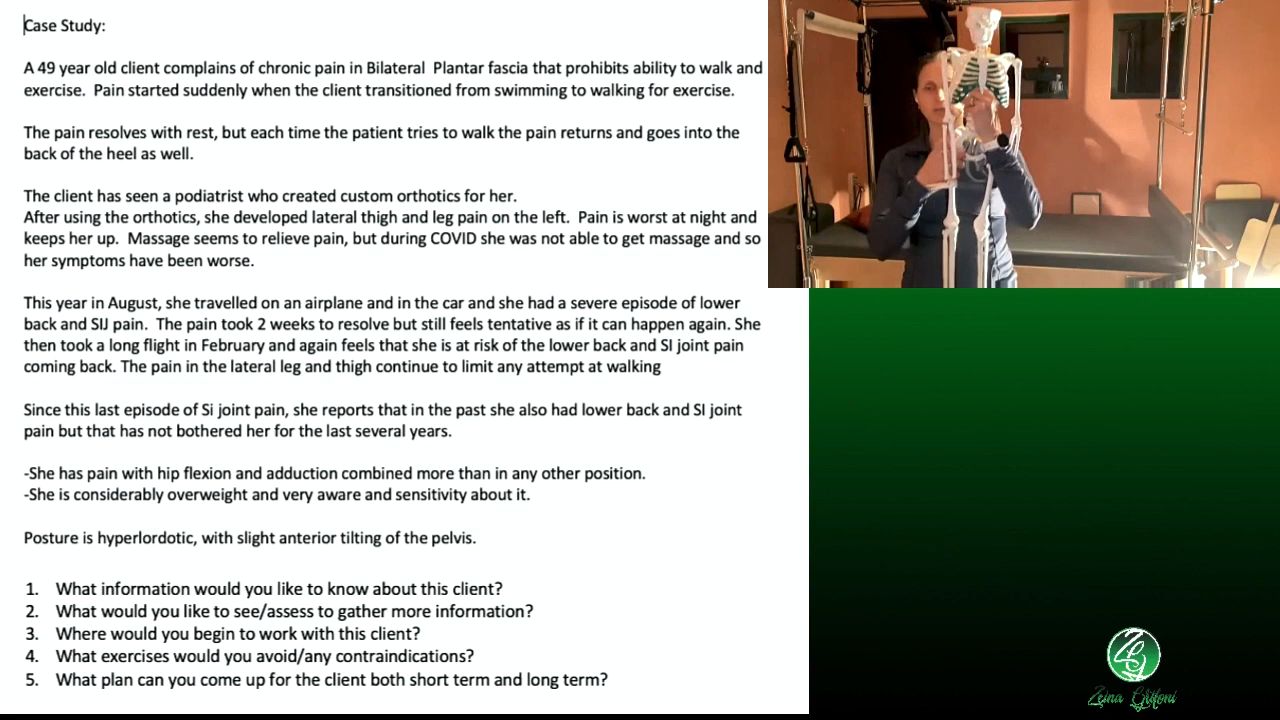 Case Study:
A 49 year old client complains of chronic pain in Bilateral Plantar fascia that prohibits ability to walk and
exercise. Pain started suddenly when the client transitioned from swimming to walking for exercise.
The pain resolves with rest, but each time the patient tries to walk the pain returns and goes into the
back of the heel as well.
The client has seen a podiatrist who created custom orthotics for her.
After using the orthotics, she developed lateral thigh and leg pain on the left. Pain is worst at night and
keeps her up. Massage seems to relieve pain, but during COVID she was not able to get massage and so
her symptoms have been worse.
This year in August, she travelled on an airplane and in the car and she had a severe episode of lower
back and SIJ pain. The pain took 2 weeks to resolve but still feels tentative as if it can happen again. She
then took a long flight in February and again feels that she is at risk of the lower back and SI joint pain
coming back. The pain in the lateral leg and thigh continue to limit any attempt at walking
Since this last episode of Si joint pain, she reports that in the past she also had lower back and SI joint
pain but that has not bothered her for the last several years.
-She has pain with hip flexion and adduction combined more than in any other position.
-She is considerably overweight and very aware and sensitivity about it.
Posture is hyperlordotic, with slight anterior tilting of the pelvis.
1. What information would you like to know about this client?
2. What would you like to see/assess to gather more information?
3. Where would you begin to work with this client?
4. What exercises would you avoid/any contraindications?
5. What plan can you come up for the client both short term and long term?
ZG
Zeina Grifoni